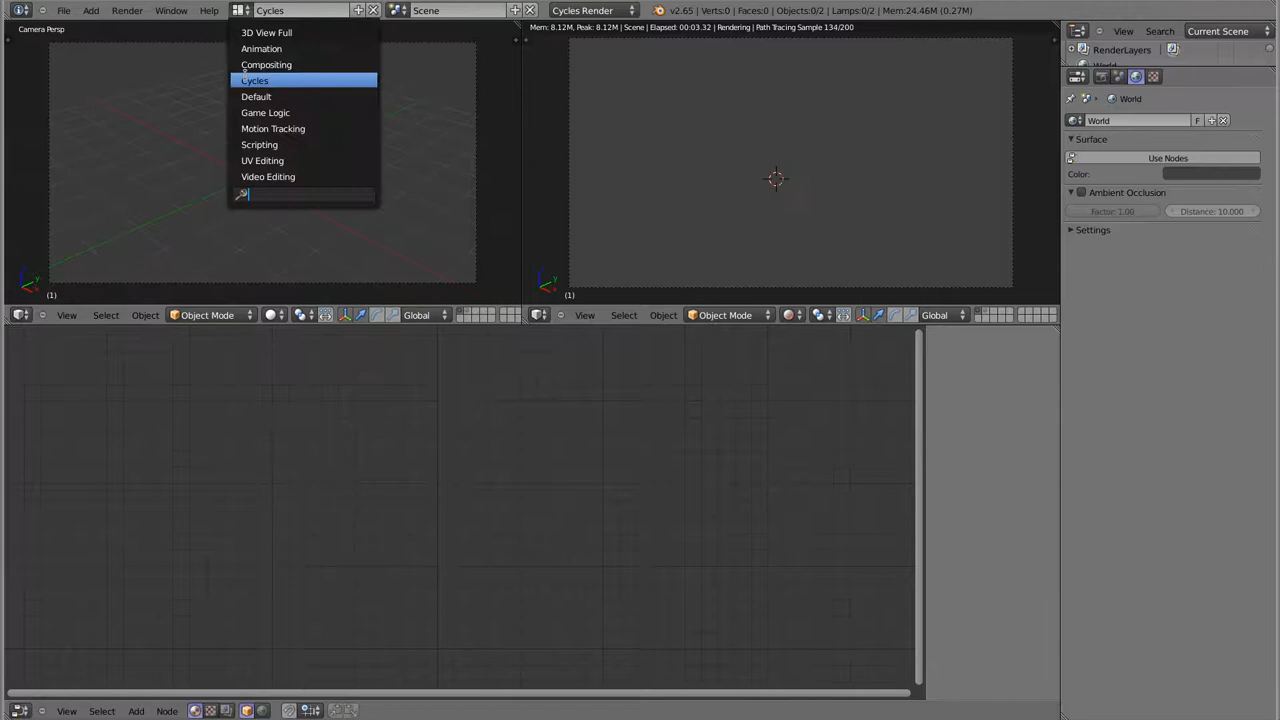 File Add Render Window Help Cycles Scene Cycles Render v2.65 | Verts:0 | Faces:0 | Objects:0/2 | Lamps:0/2 | Mem:24.46M (0.27M)
Camera Persp
Mem: 8.12M, Peak: 8.12M | Scene | Elapsed: 00:03.32 | Rendering | Path Tracing Sample 134/200
View Search Current Scene
3D View Full
Animation
Compositing
Cycles
Default
Game Logic
Motion Tracking
Scripting
UV Editing
Video Editing
RenderLayers
World
World
World F
Surface
Use Nodes
Color:
Ambient Occlusion
Factor: 1.00 Distance: 10.000
Settings
(1)
(1)
View Select Object Object Mode Global
View Select Object Object Mode Global
View Select Add Node